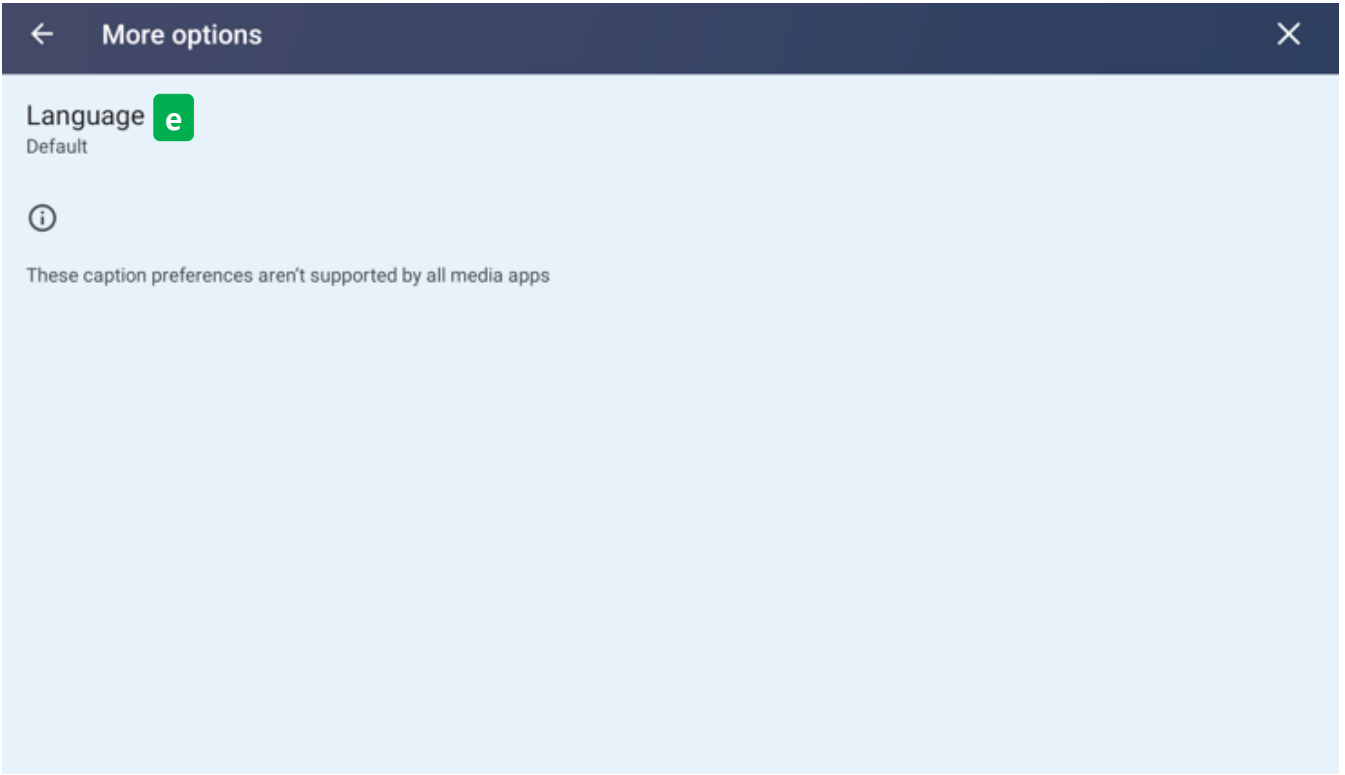 More options
Language e
Default
These caption preferences aren't supported by all media apps